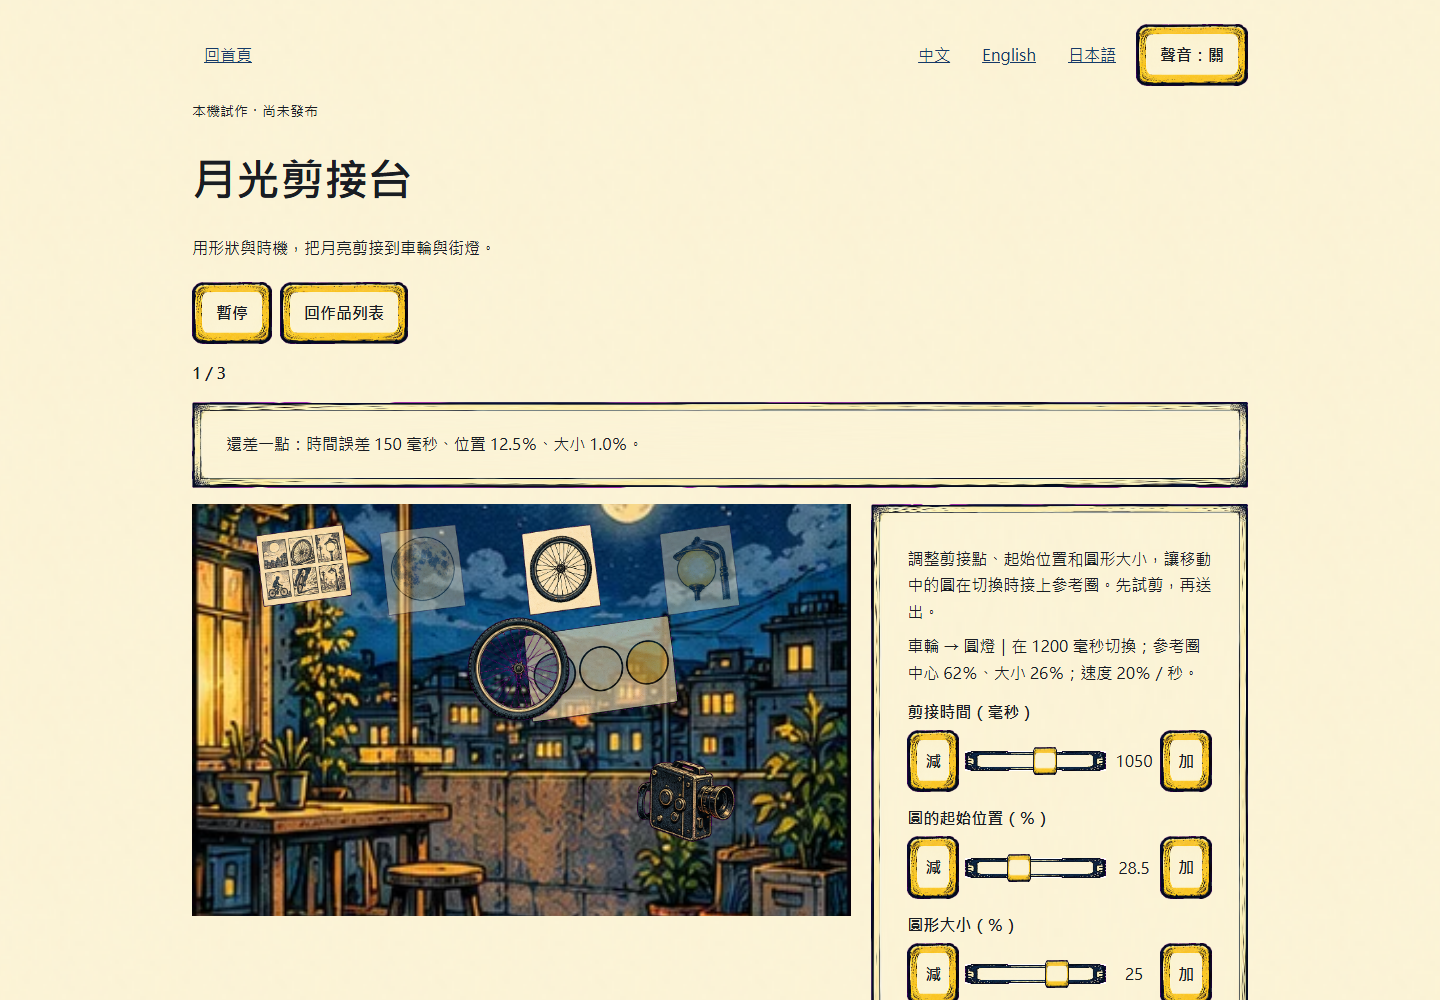 回首頁
中文 English 日本語 聲音：關
本機試作．尚未發布
月光剪接台
用形狀與時機，把月亮剪接到車輪與街燈。
暫停 回作品列表
1 / 3
還差一點：時間誤差 150 毫秒、位置 12.5%、大小 1.0%。
調整剪接點、起始位置和圓形大小，讓移動
中的圓在切換時接上參考圈。先試剪，再送
出。
車輪 → 圓燈 | 在 1200 毫秒切換；參考圈
中心 62%、大小 26%；速度 20% / 秒。
剪接時間（毫秒）
減 1050 加
圓的起始位置（%）
減 28.5 加
圓形大小（%）
減 25 加